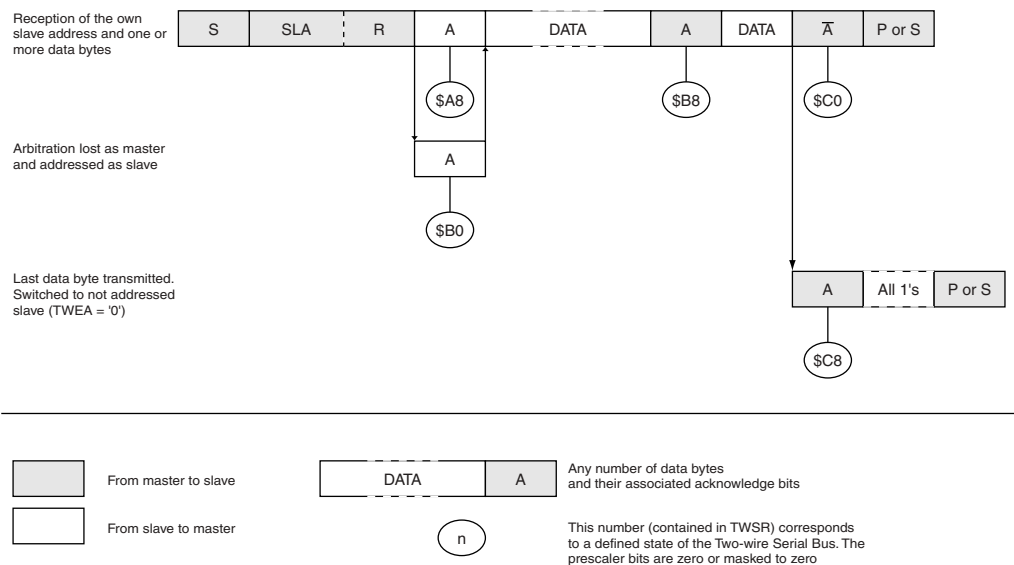 Reception of the own
slave address and one or
more data bytes
S SLA R A DATA A DATA A̅ P or S
$A8 $B8 $C0
Arbitration lost as master
and addressed as slave
A
$B0
Last data byte transmitted.
Switched to not addressed
slave (TWEA = '0')
A All 1's P or S
$C8
From master to slave
DATA A
Any number of data bytes
and their associated acknowledge bits
From slave to master
n
This number (contained in TWSR) corresponds
to a defined state of the Two-wire Serial Bus. The
prescaler bits are zero or masked to zero